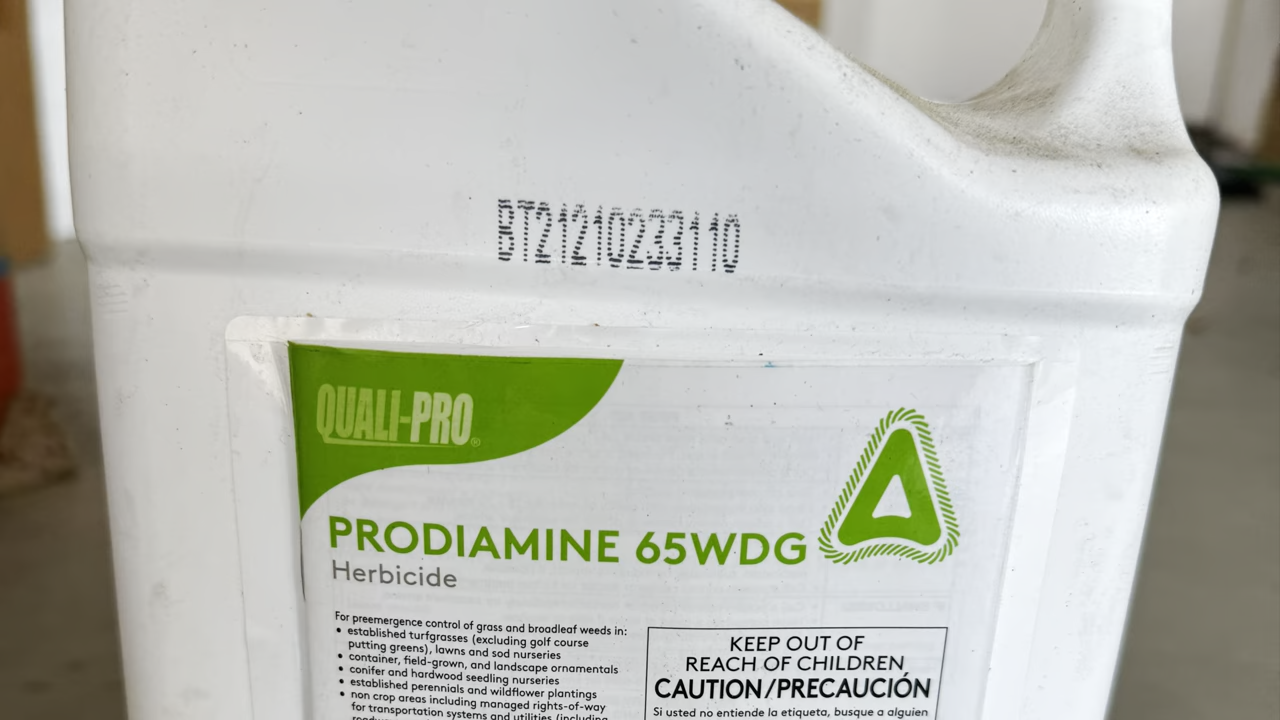 BT21210233110
QUALI-PRO®
PRODIAMINE 65WDG
Herbicide
For preemergence control of grass and broadleaf weeds in:
• established turfgrasses (excluding golf course
putting greens), lawns and sod nurseries
• container, field-grown, and landscape ornamentals
• conifer and hardwood seedling nurseries
• established perennials and wildflower plantings
• non crop areas including managed rights-of-way
for transportation systems and utilities (including
KEEP OUT OF
REACH OF CHILDREN
CAUTION/PRECAUCIÓN
Si usted no entiende la etiqueta, busque a alguien